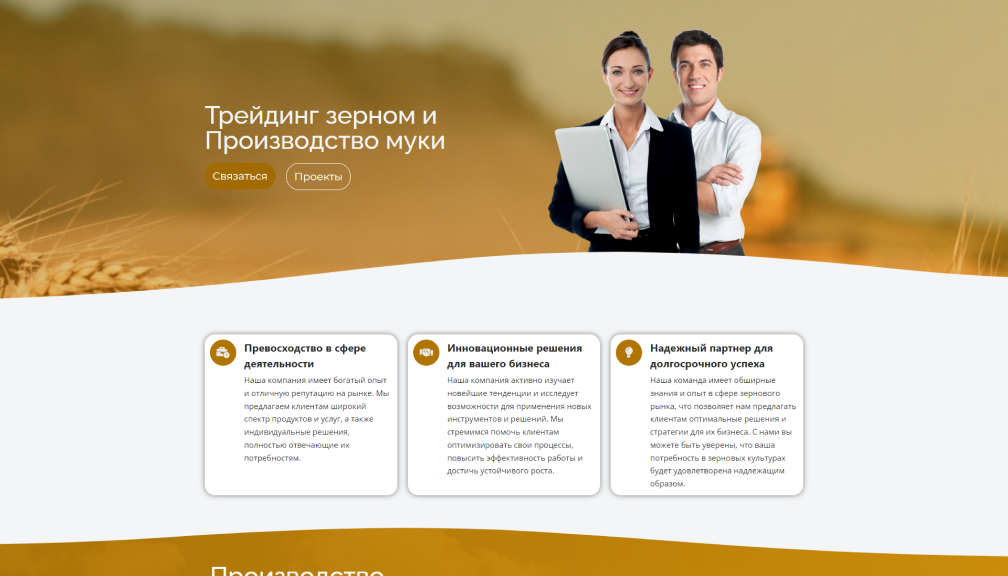 Трейдинг зерном и
Производство муки
Связаться
Проекты
Превосходство в сфере
деятельности
Наша компания имеет богатый опыт
и отличную репутацию на рынке. Мы
предлагаем клиентам широкий
спектр продуктов и услуг, а также
индивидуальные решения,
полностью отвечающие их
потребностям.
Инновационные решения
для вашего бизнеса
Наша компания активно изучает
новейшие тенденции и исследует
возможности для применения новых
инструментов и решений. Мы
стремимся помочь клиентам
оптимизировать свои процессы,
повысить эффективность работы и
достичь устойчивого роста.
Надежный партнер для
долгосрочного успеха
Наша команда имеет обширные
знания и опыт в сфере зернового
рынка, что позволяет нам предлагать
клиентам оптимальные решения и
стратегии для их бизнеса. С нами вы
можете быть уверены, что ваша
потребность в зерновых культурах
будет удовлетворена надлежащим
образом.
Производство